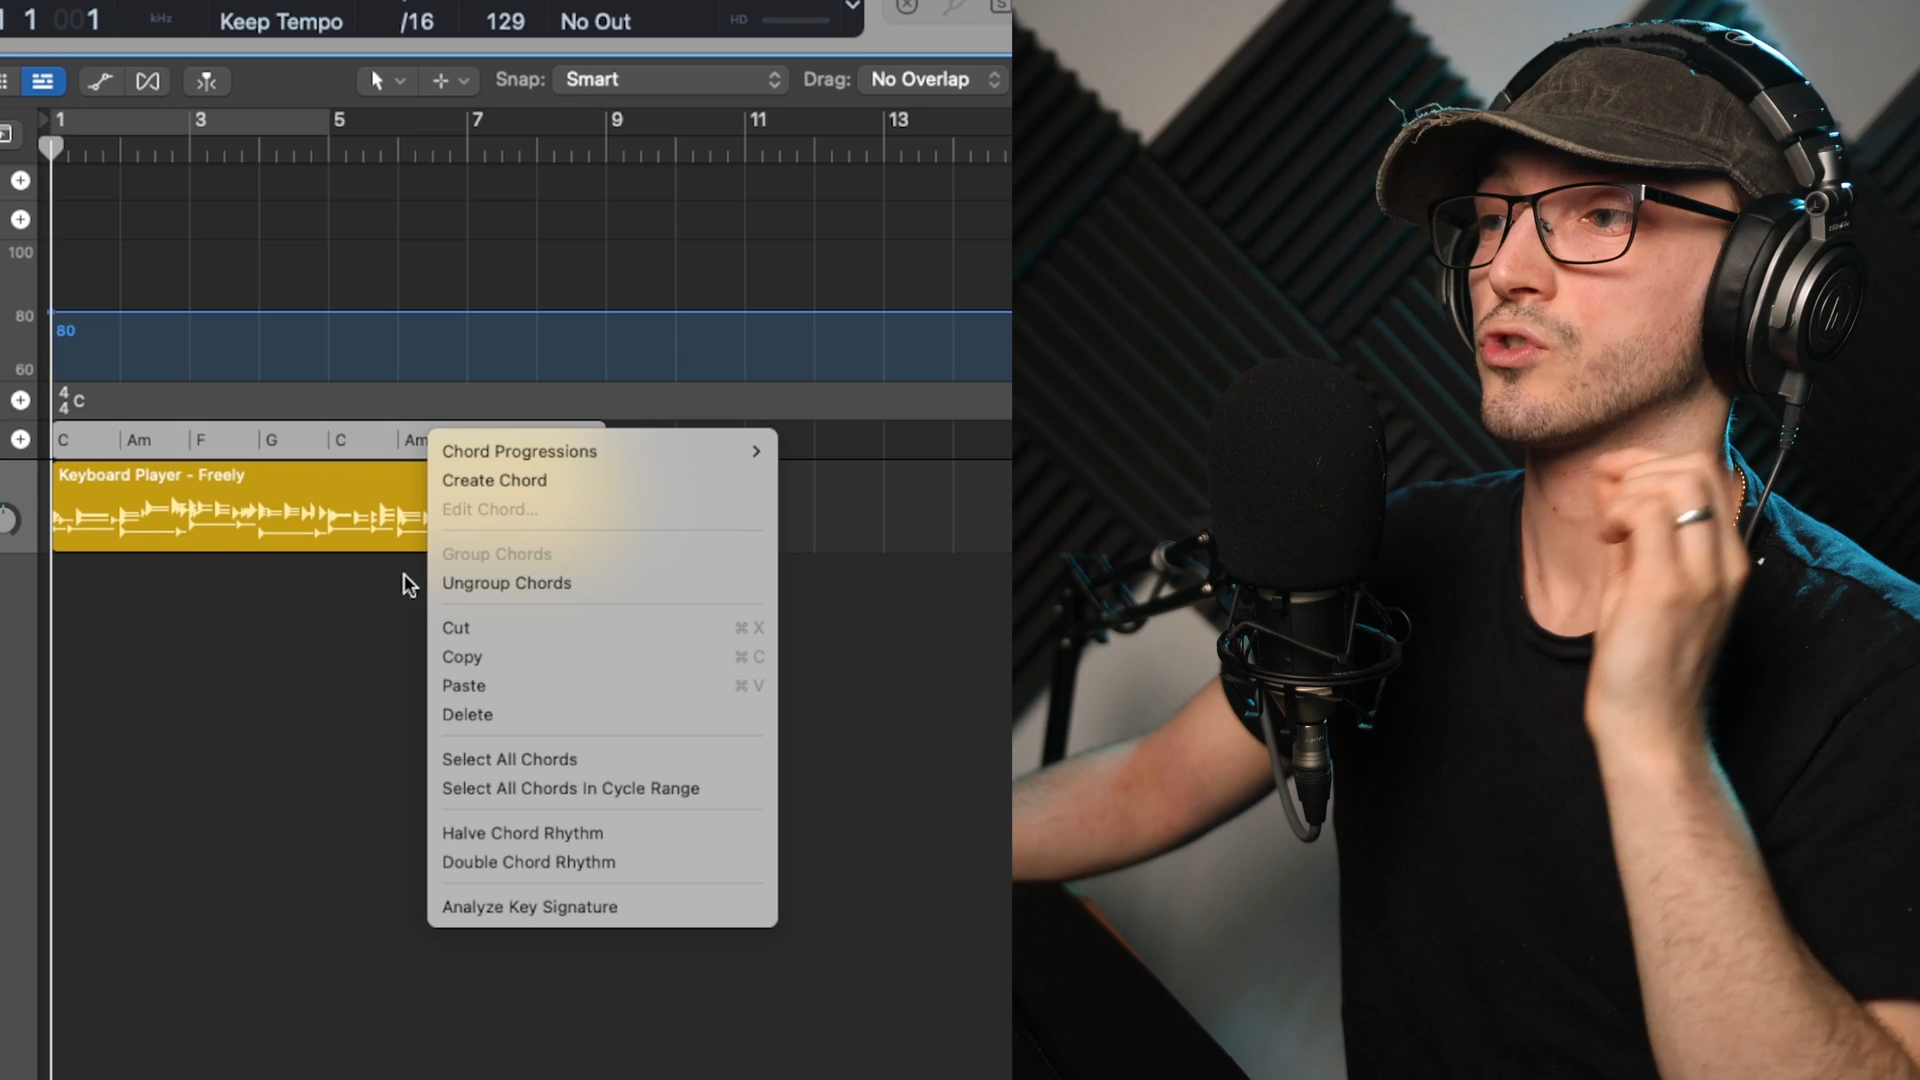 1 1 001 kHz Keep Tempo /16 129 No Out HD
Snap: Smart Drag: No Overlap
1 3 5 7 9 11 13
100
80
80
60
4
4 C
C Am F G C Am
Keyboard Player - Freely
Chord Progressions
Create Chord
Edit Chord...
Group Chords
Ungroup Chords
Cut ⌘ X
Copy ⌘ C
Paste ⌘ V
Delete
Select All Chords
Select All Chords In Cycle Range
Halve Chord Rhythm
Double Chord Rhythm
Analyze Key Signature